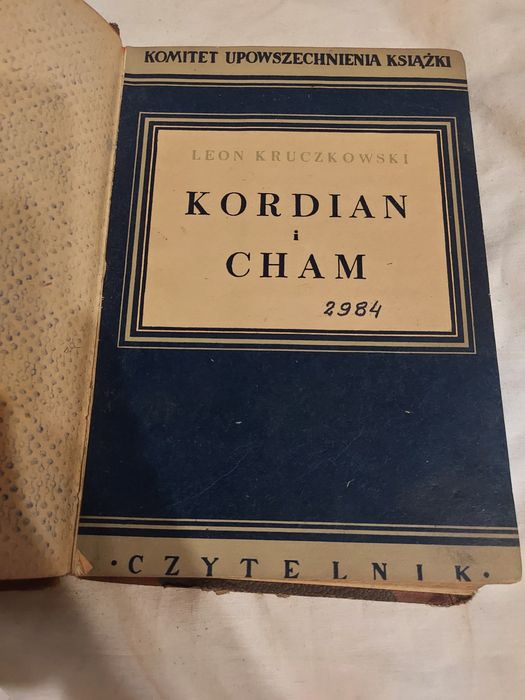 KOMITET UPOWSZECHNIENIA KSIĄŻKI
LEON KRUCZKOWSKI
KORDIAN
i
CHAM
2984
· CZYTELNIK ·